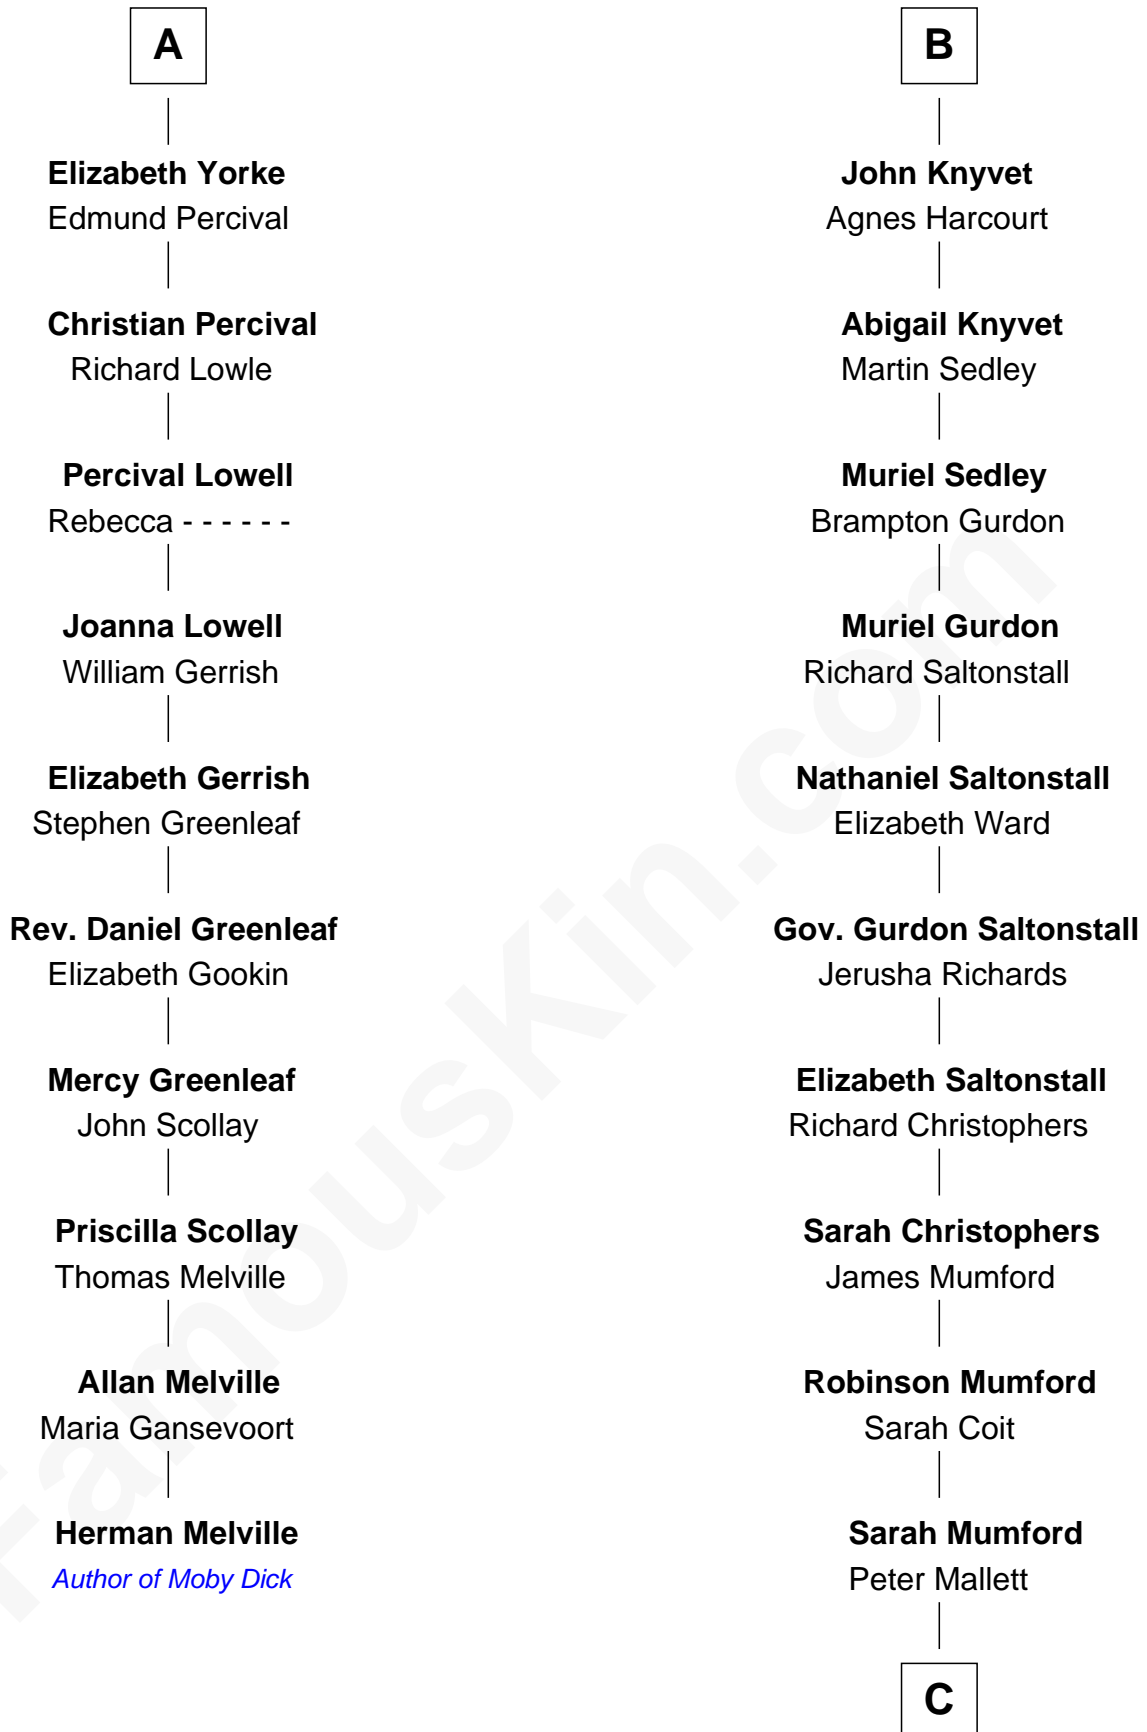 A
Elizabeth Yorke
Edmund Percival
Christian Percival
Richard Lowle
Percival Lowell
Rebecca - - - - - -
Joanna Lowell
William Gerrish
Elizabeth Gerrish
Stephen Greenleaf
Rev. Daniel Greenleaf
Elizabeth Gookin
Mercy Greenleaf
John Scollay
Priscilla Scollay
Thomas Melville
Allan Melville
Maria Gansevoort
Herman Melville
Author of Moby Dick
B
John Knyvet
Agnes Harcourt
Abigail Knyvet
Martin Sedley
Muriel Sedley
Brampton Gurdon
Muriel Gurdon
Richard Saltonstall
Nathaniel Saltonstall
Elizabeth Ward
Gov. Gurdon Saltonstall
Jerusha Richards
Elizabeth Saltonstall
Richard Christophers
Sarah Christophers
James Mumford
Robinson Mumford
Sarah Coit
Sarah Mumford
Peter Mallett
C
FamousKin.com